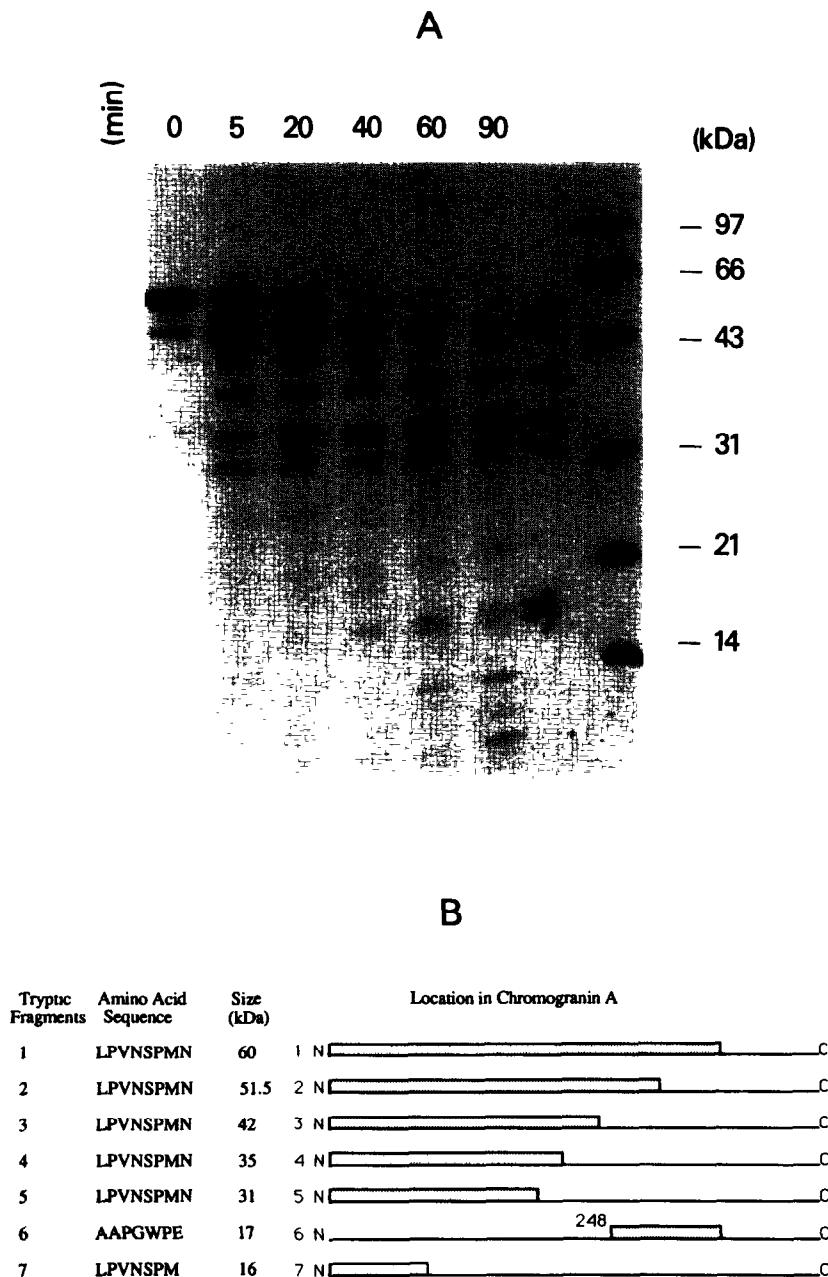 A
(min) 0 5 20 40 60 90 (kDa)
— 97
— 66
— 43
— 31
— 21
— 14
B
Tryptic Fragments Amino Acid Sequence Size (kDa) Location in Chromogranin A
1 LPVNSPMN 60 1 N C
2 LPVNSPMN 51.5 2 N C
3 LPVNSPMN 42 3 N C
4 LPVNSPMN 35 4 N C
5 LPVNSPMN 31 5 N C
6 AAPGWPE 17 6 N 248 C
7 LPVNSPM 16 7 N C